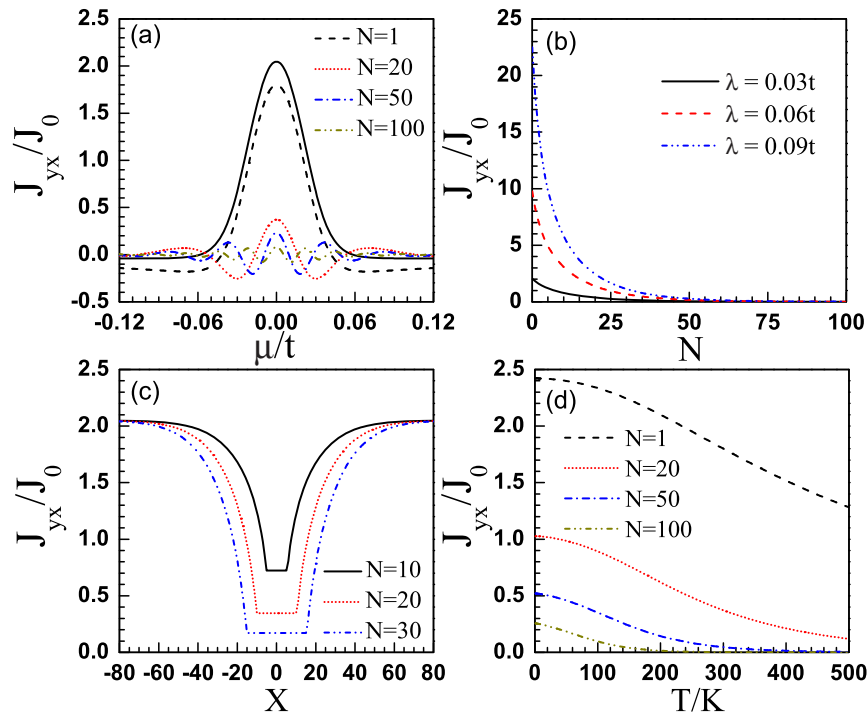 (a)
N=1
N=20
N=50
N=100
J_yx/J_0
2.5
2.0
1.5
1.0
0.5
0.0
-0.5
-0.12 -0.06 0.00 0.06 0.12
μ/t
(b)
λ = 0.03t
λ = 0.06t
λ = 0.09t
J_yx/J_0
25
20
15
10
5
0
0 25 50 75 100
N
(c)
N=10
N=20
N=30
J_yx/J_0
2.5
2.0
1.5
1.0
0.5
0.0
-80 -60 -40 -20 0 20 40 60 80
X
(d)
N=1
N=20
N=50
N=100
J_yx/J_0
2.5
2.0
1.5
1.0
0.5
0.0
0 100 200 300 400 500
T/K